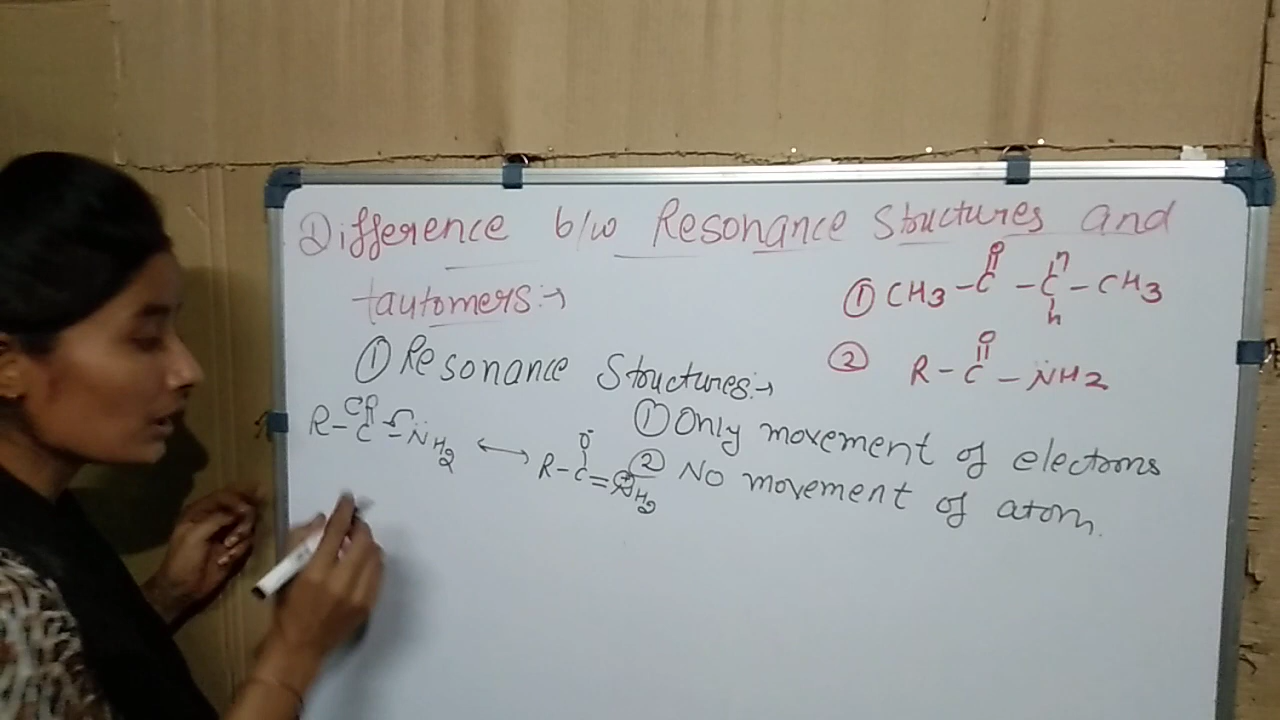 Difference b/w Resonance Structures and
tautomers:→
① CH3-C-C-CH3
O
H
H
① Resonance Structures:→
② R-C-NH2
O
R-C-NH2 ↔ R-C=NH2
O
O-
⊕
① Only movement of electrons
② No movement of atom.